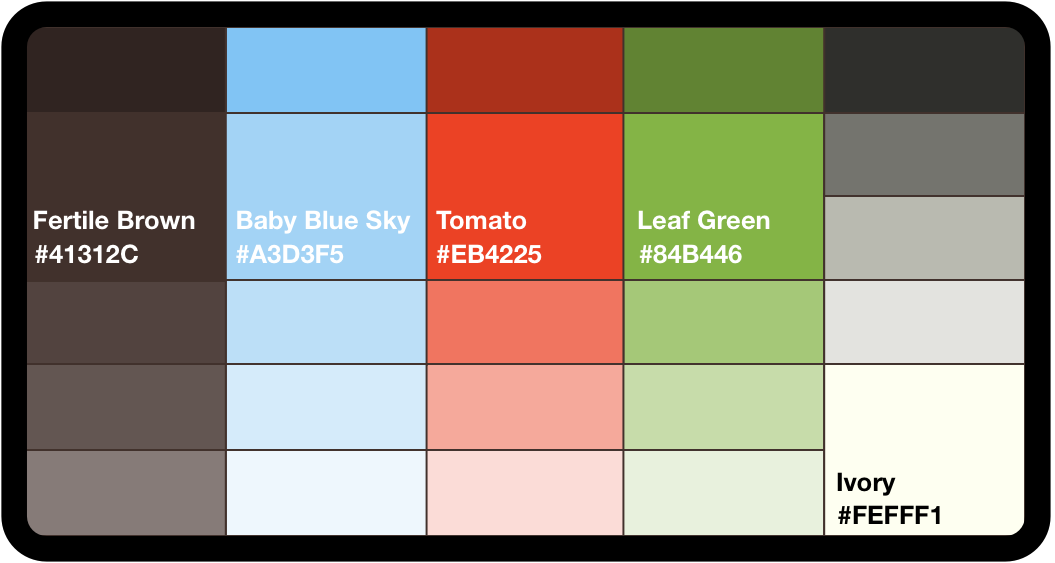 Fertile Brown
#41312C
Baby Blue Sky
#A3D3F5
Tomato
#EB4225
Leaf Green
#84B446
Ivory
#FEFFF1